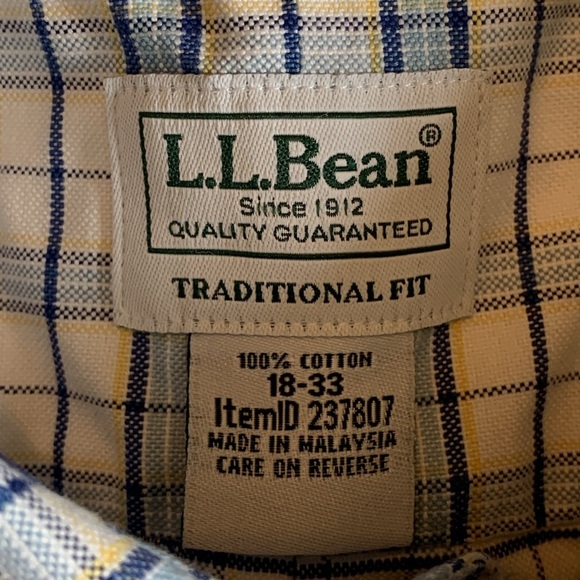 L.L.Bean®
Since 1912
QUALITY GUARANTEED
TRADITIONAL FIT
100% COTTON
18-33
ItemID 237807
MADE IN MALAYSIA
CARE ON REVERSE